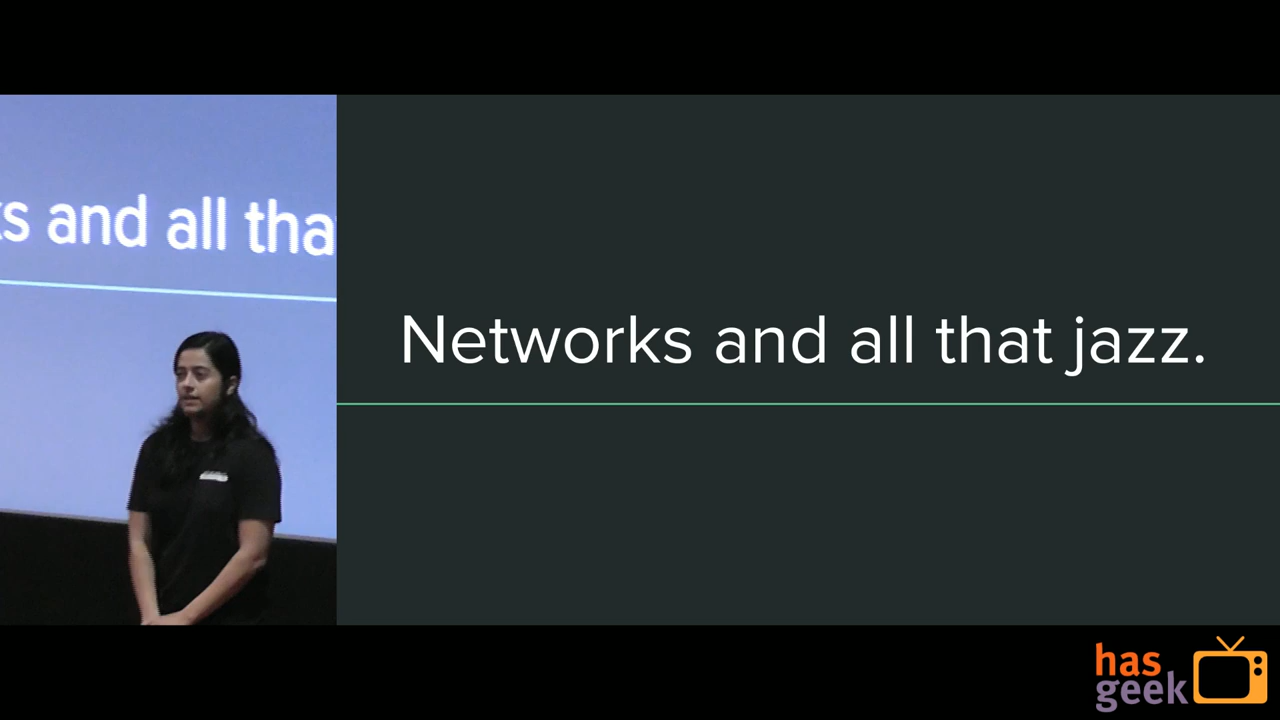 ks and all tha
Networks and all that jazz.
has
geek